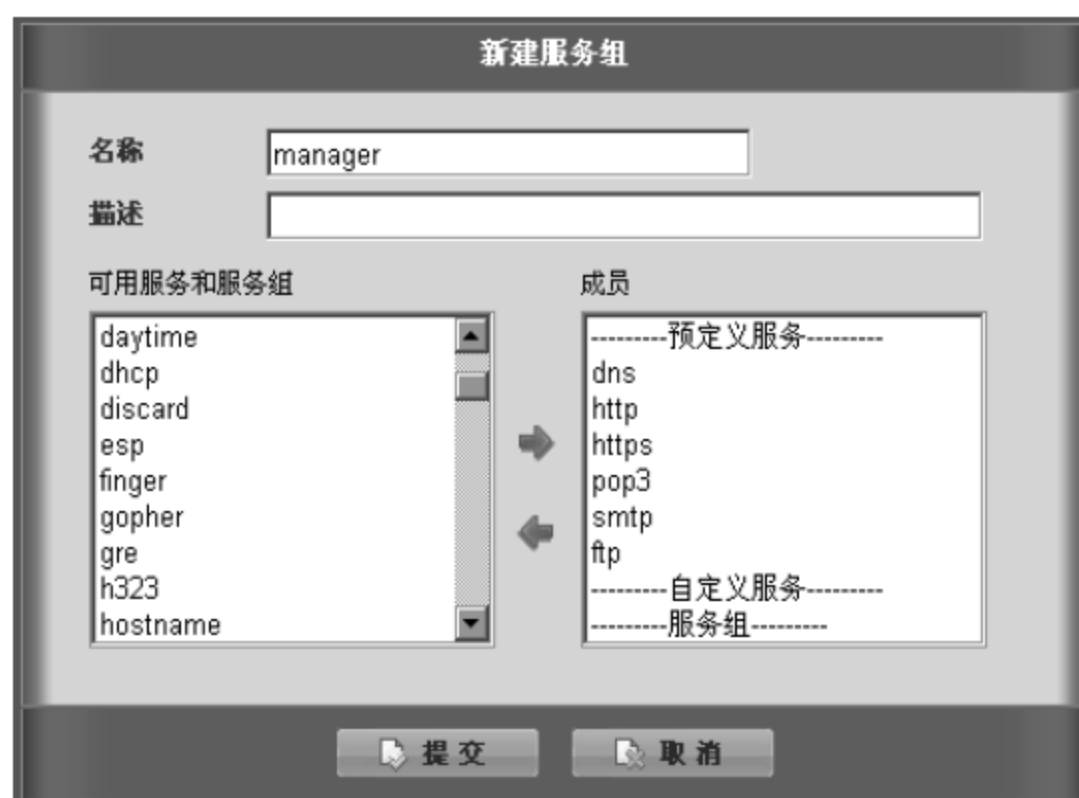 新建服务组
名称 manager
描述
可用服务和服务组
daytime
dhcp
discard
esp
finger
gopher
gre
h323
hostname
成员
---------预定义服务---------
dns
http
https
pop3
smtp
ftp
---------自定义服务---------
---------服务组---------
提交 取消